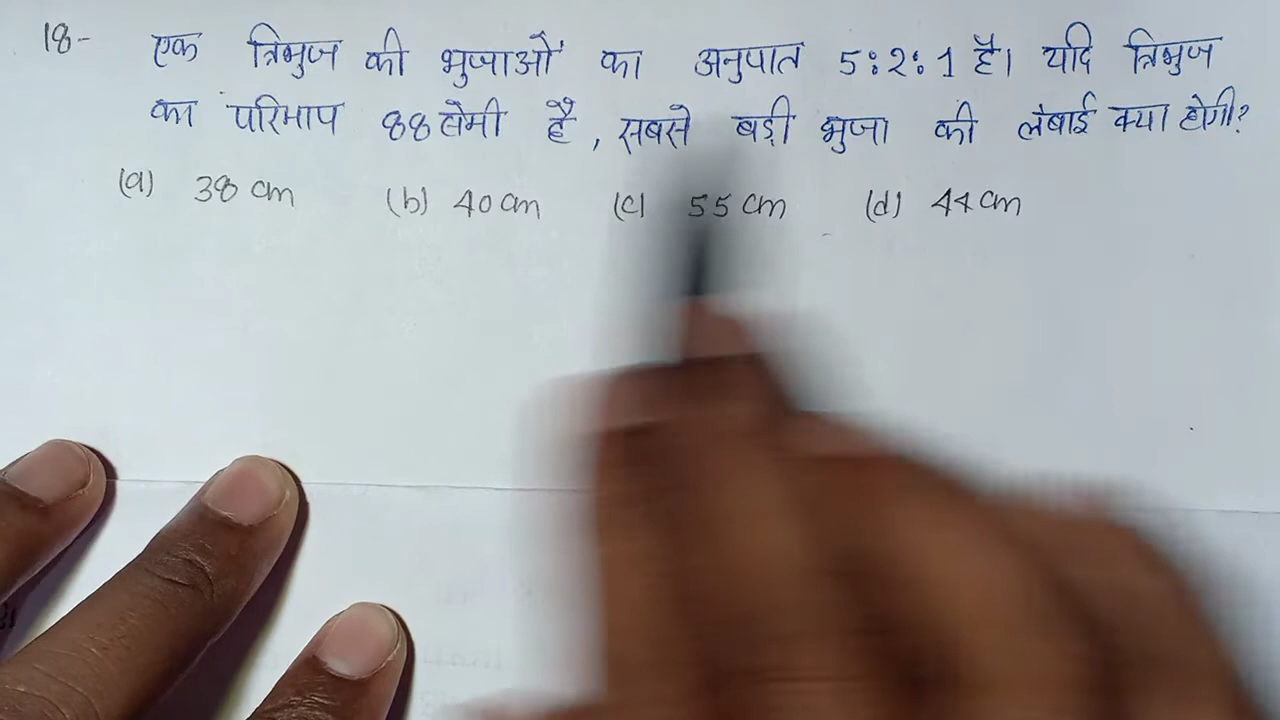 18- एक त्रिभुज की भुजाओं का अनुपात 5:2:1 है। यदि त्रिभुज
का परिमाप 88 सेमी है, सबसे बड़ी भुजा की लंबाई क्या होगी?
(a) 38 cm (b) 40 cm (c) 55 cm (d) 44 cm